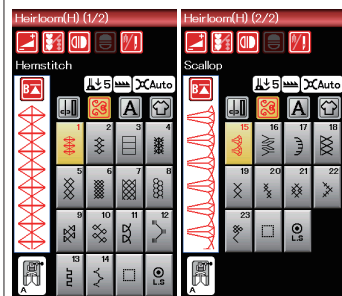 Heirloom(H) (1/2)
Hemstitch
B
5
Auto
A
1
2
3
4
5
6
7
8
9
10
11
12
13
14
L.S
A
Heirloom(H) (2/2)
Scallop
B
5
Auto
A
15
16
17
18
19
20
21
22
23
L.S
A